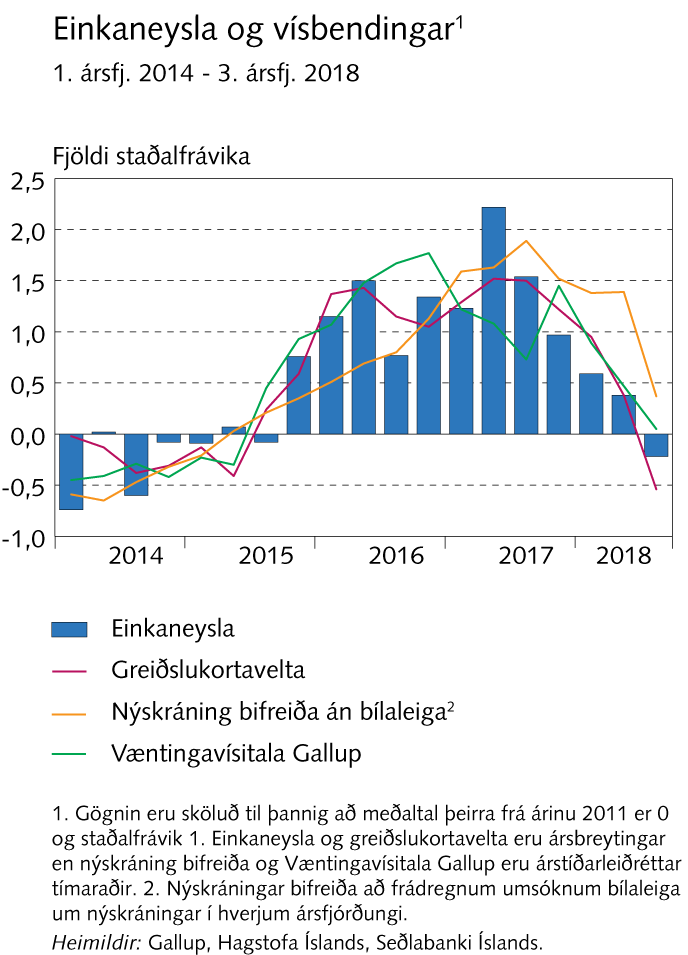 Einkaneysla og vísbendingar¹
1. ársfj. 2014 - 3. ársfj. 2018
Fjöldi staðalfrávika
2,5
2,0
1,5
1,0
0,5
0,0
-0,5
-1,0
2014 2015 2016 2017 2018
Einkaneysla
Greiðslukortavelta
Nýskráning bifreiða án bílaleiga²
Væntingavísitala Gallup
1. Gögnin eru sköluð til þannig að meðaltal þeirra frá árinu 2011 er 0
og staðalfrávik 1. Einkaneysla og greiðslukortavelta eru ársbreytingar
en nýskráning bifreiða og Væntingavísitala Gallup eru árstíðarleiðréttar
tímaraðir. 2. Nýskráningar bifreiða að frádregnum umsóknum bílaleiga
um nýskráningar í hverjum ársfjórðungi.
Heimildir: Gallup, Hagstofa Íslands, Seðlabanki Íslands.